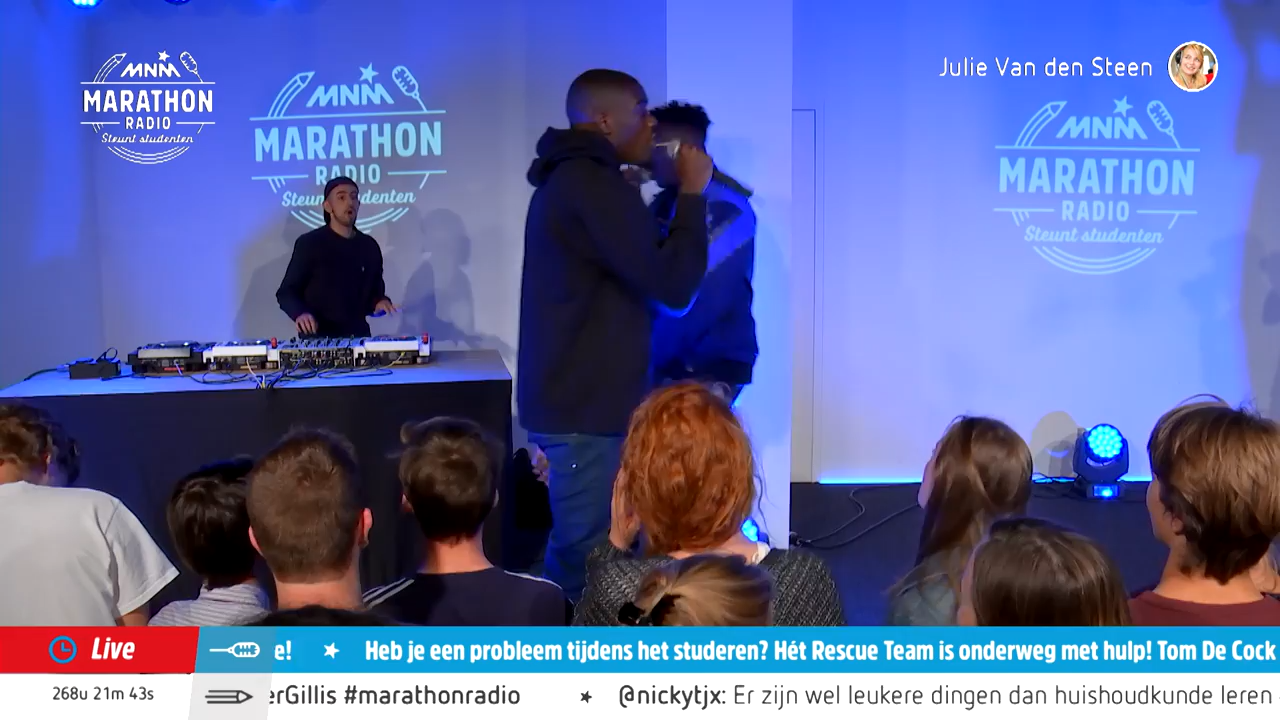 MNM
MARATHON
RADIO
Steunt studenten
MNM
MARATHON
RADIO
Steunt studenten
Julie Van den Steen
MNM
MARATHON
RADIO
Steunt studenten
Live
e! ★ Heb je een probleem tijdens het studeren? Hét Rescue Team is onderweg met hulp! Tom De Cock
268u 21m 43s
erGillis #marathonradio ★ @nickytjx: Er zijn wel leukere dingen dan huishoudkunde leren